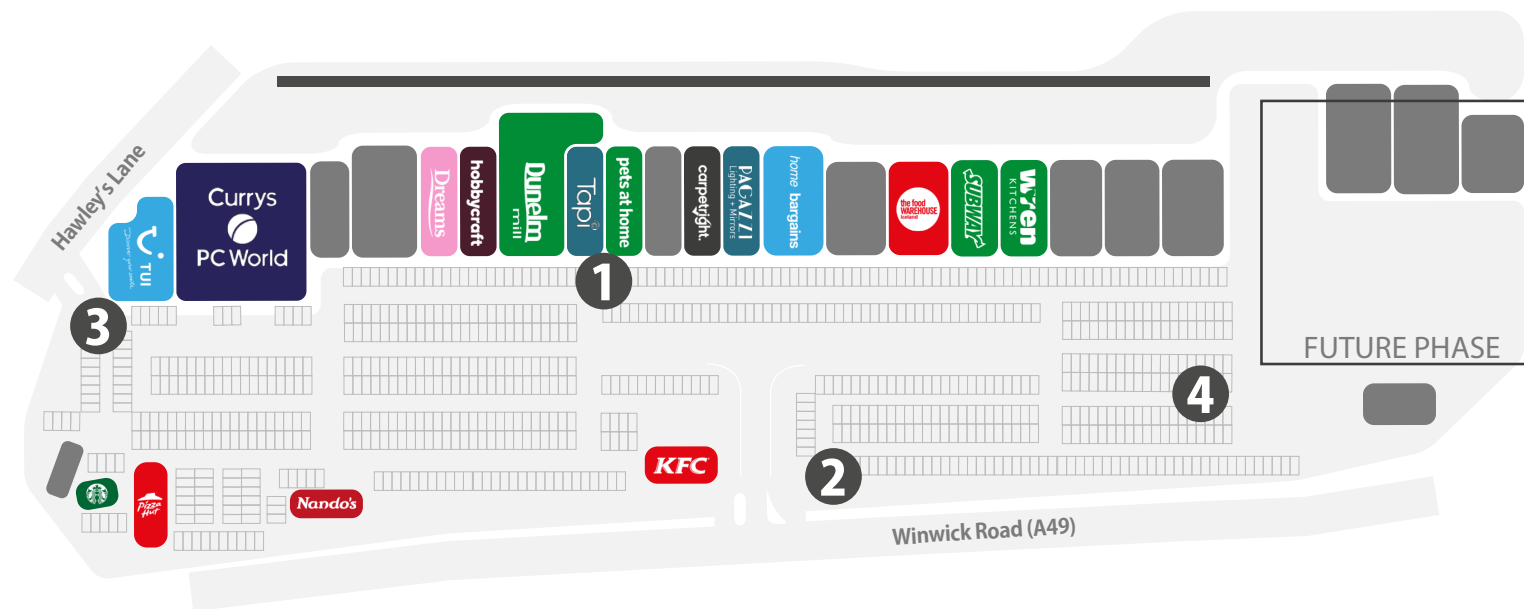 Hawley's Lane
TUI
Discover your smile
Currys
PC World
Dreams
hobbycraft
Dunelm
mill
Tapi
pets at home
carpetright.
PAGAZZI
Lighting + Mirrors
home bargains
the food
WAREHOUSE
Iceland
SUBWAY
Wren
KITCHENS
1
3
FUTURE PHASE
4
2
KFC
Pizza
Hut
Nando's
Winwick Road (A49)